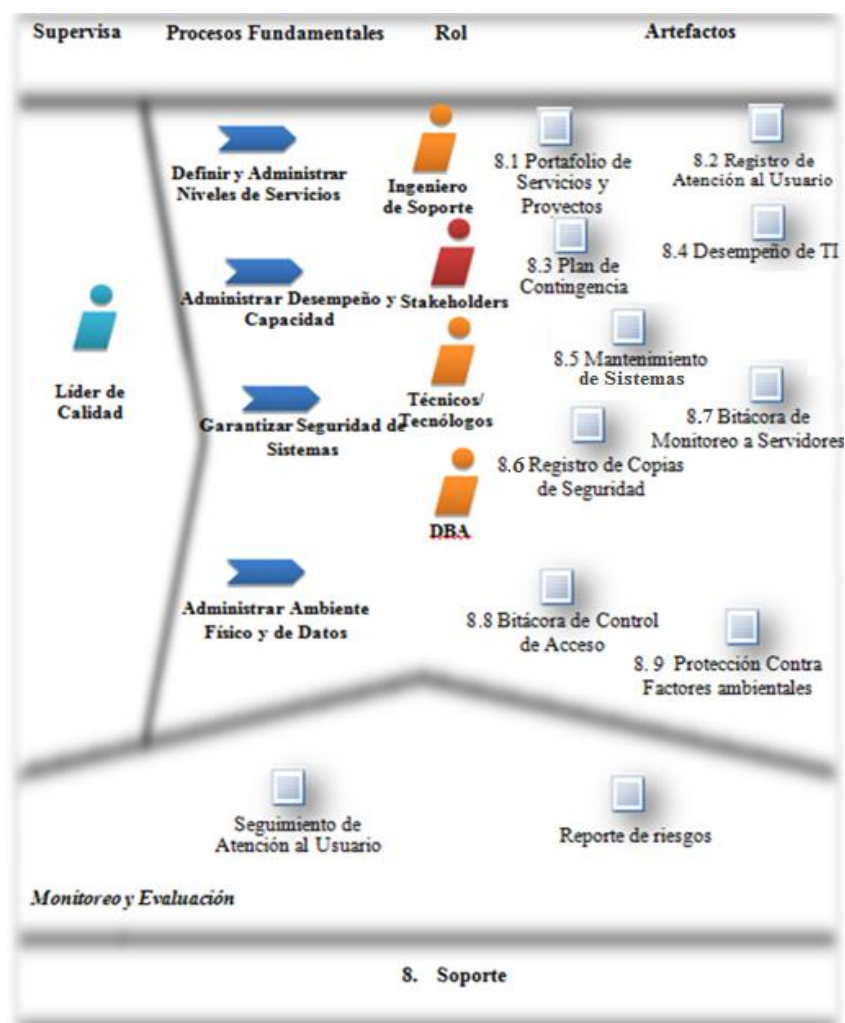 Supervisa
Procesos Fundamentales
Rol
Artefactos
Líder de
Calidad
Definir y Administrar
Niveles de Servicios
Administrar Desempeño y
Capacidad
Garantizar Seguridad de
Sistemas
Administrar Ambiente
Físico y de Datos
Ingeniero
de Soporte
Stakeholders
Técnicos/
Tecnólogos
DBA
8.1 Portafolio de
Servicios y
Proyectos
8.2 Registro de
Atención al Usuario
8.3 Plan de
Contingencia
8.4 Desempeño de TI
8.5 Mantenimiento
de Sistemas
8.7 Bitácora de
Monitoreo a Servidores
8.6 Registro de Copias
de Seguridad
8.8 Bitácora de Control
de Acceso
8. 9 Protección Contra
Factores ambientales
Seguimiento de
Atención al Usuario
Reporte de riesgos
Monitoreo y Evaluación
8. Soporte